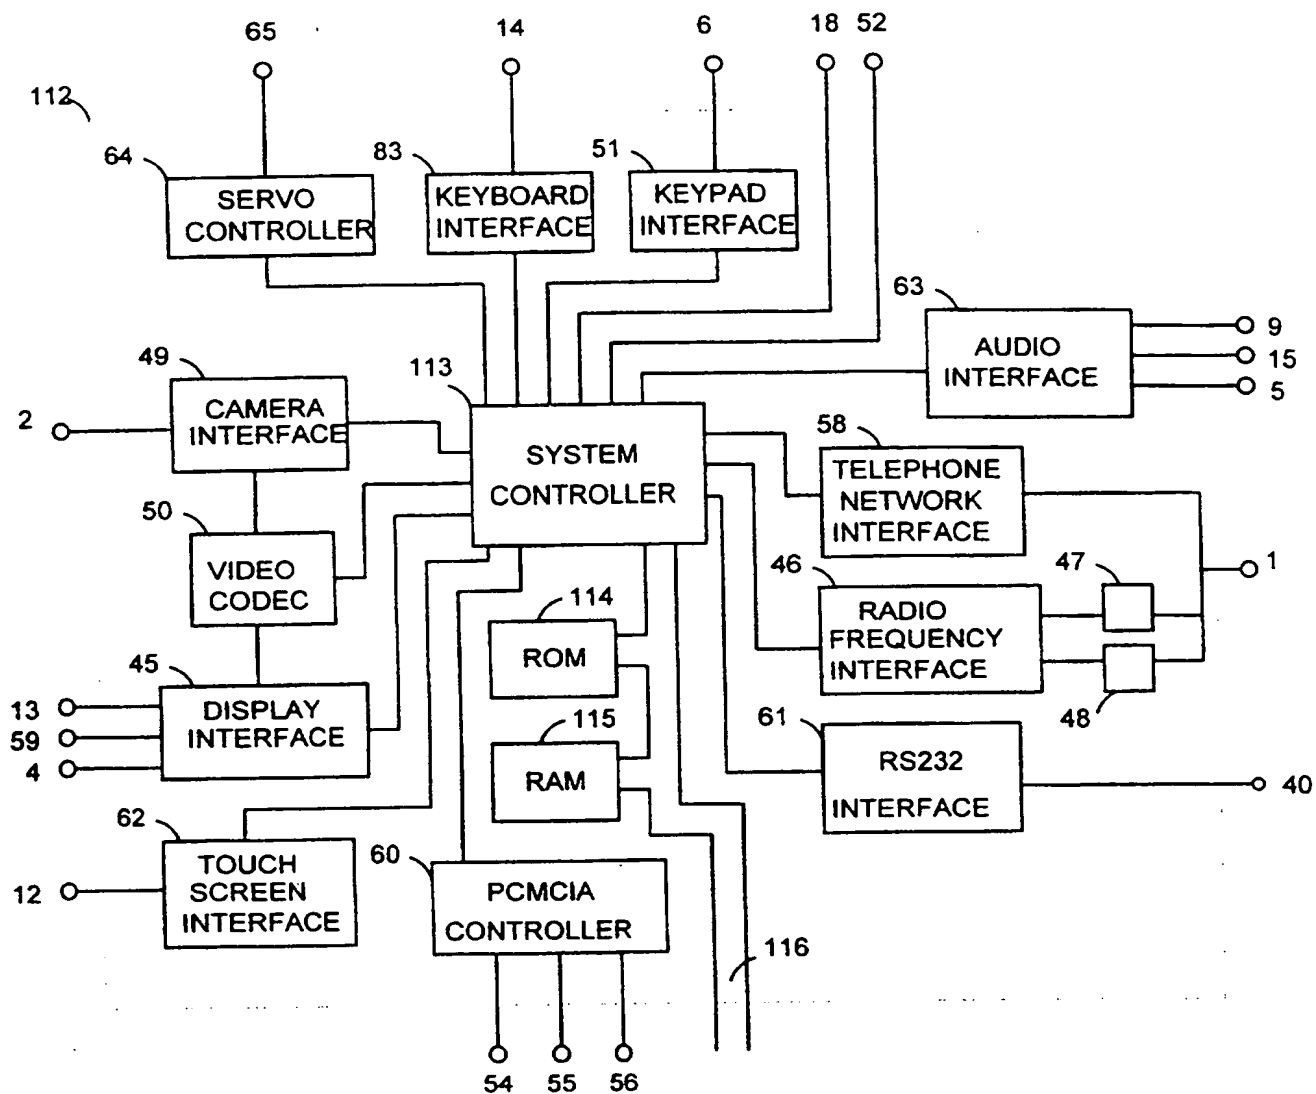 65
14
6
18
52
112
64
83
51
SERVO
CONTROLLER
KEYBOARD
INTERFACE
KEYPAD
INTERFACE
63
AUDIO
INTERFACE
9
15
5
49
113
CAMERA
INTERFACE
2
SYSTEM
CONTROLLER
58
TELEPHONE
NETWORK
INTERFACE
50
VIDEO
CODEC
114
ROM
46
47
1
RADIO
FREQUENCY
INTERFACE
48
45
DISPLAY
INTERFACE
13
59
4
115
RAM
61
RS232
INTERFACE
40
62
TOUCH
SCREEN
INTERFACE
12
60
PCMCIA
CONTROLLER
116
54
55
56